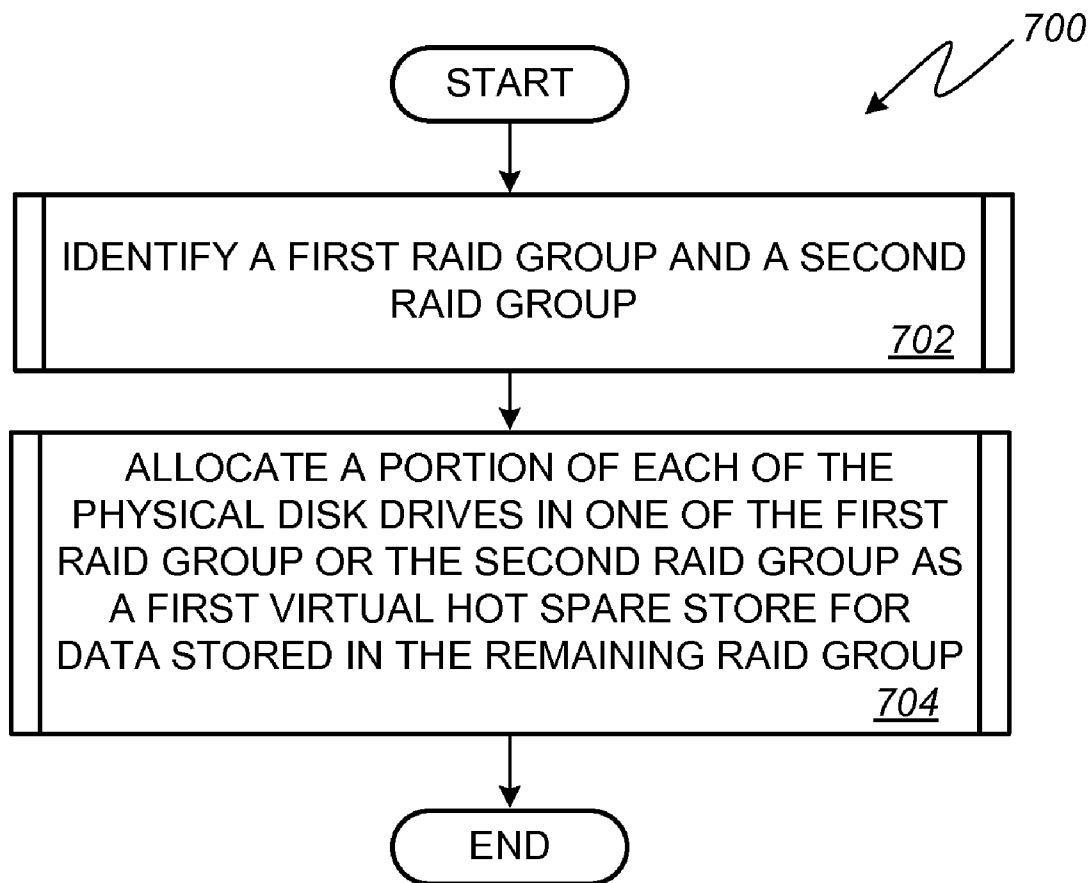 700
START
IDENTIFY A FIRST RAID GROUP AND A SECOND
RAID GROUP
702
ALLOCATE A PORTION OF EACH OF THE
PHYSICAL DISK DRIVES IN ONE OF THE FIRST
RAID GROUP OR THE SECOND RAID GROUP AS
A FIRST VIRTUAL HOT SPARE STORE FOR
DATA STORED IN THE REMAINING RAID GROUP
704
END